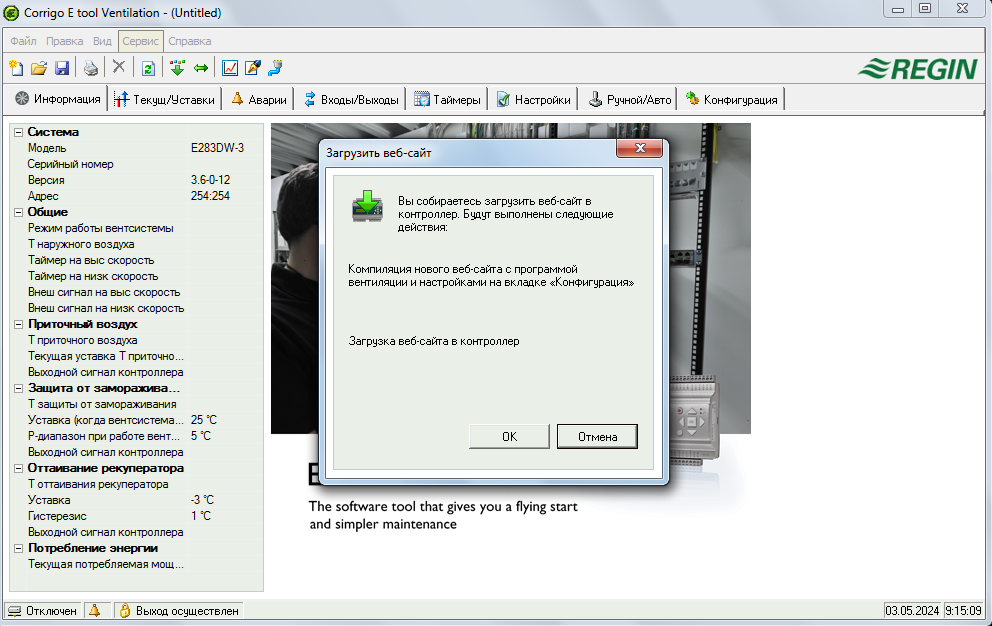 Corrigo E tool Ventilation - (Untitled)
Файл Правка Вид Сервис Справка
REGIN
Информация Текущ/Уставки Аварии Входы/Выходы Таймеры Настройки Ручной/Авто Конфигурация
Система
Модель E283DW-3
Серийный номер
Версия 3.6-0-12
Адрес 254:254
Общие
Режим работы вентсистемы
Т наружного воздуха
Таймер на выс скорость
Таймер на низк скорость
Внеш сигнал на выс скорость
Внеш сигнал на низк скорость
Приточный воздух
Т приточного воздуха
Текущая уставка Т приточно...
Выходной сигнал контроллера
Защита от заморажива...
Т защиты от замораживания
Уставка (когда вентсистема... 25 °C
Р-диапазон при работе вент... 5 °C
Выходной сигнал контроллера
Оттаивание рекуператора
Т оттаивания рекуператора
Уставка -3 °C
Гистерезис 1 °C
Выходной сигнал контроллера
Потребление энергии
Текущая потребляемая мощ...
Загрузить веб-сайт
Вы собираетесь загрузить веб-сайт в
контроллер. Будут выполнены следующие
действия:
Компиляция нового веб-сайта с программой
вентиляции и настройками на вкладке «Конфигурация»
Загрузка веб-сайта в контроллер
OK Отмена
The software tool that gives you a flying start
and simpler maintenance
Отключен Выход осуществлен 03.05.2024 9:15:09